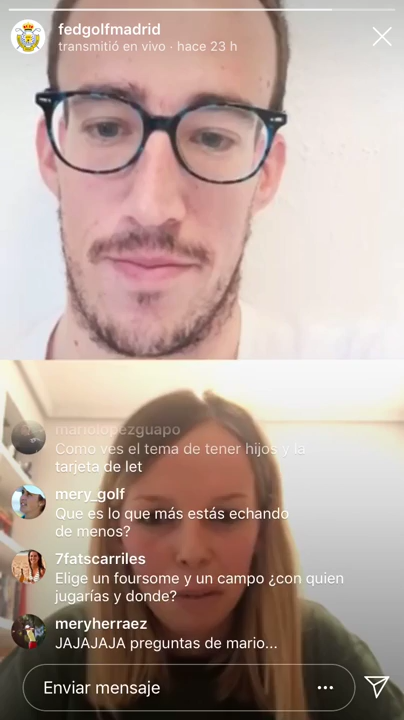 fedgolfmadrid
transmitió en vivo · hace 23 h
mariolopezguapo
Como ves el tema de tener hijos y la
tarjeta de let
mery_golf
Que es lo que más estás echando
de menos?
7fatscarriles
Elige un foursome y un campo ¿con quien
jugarías y donde?
meryherraez
JAJAJAJA preguntas de mario...
Enviar mensaje